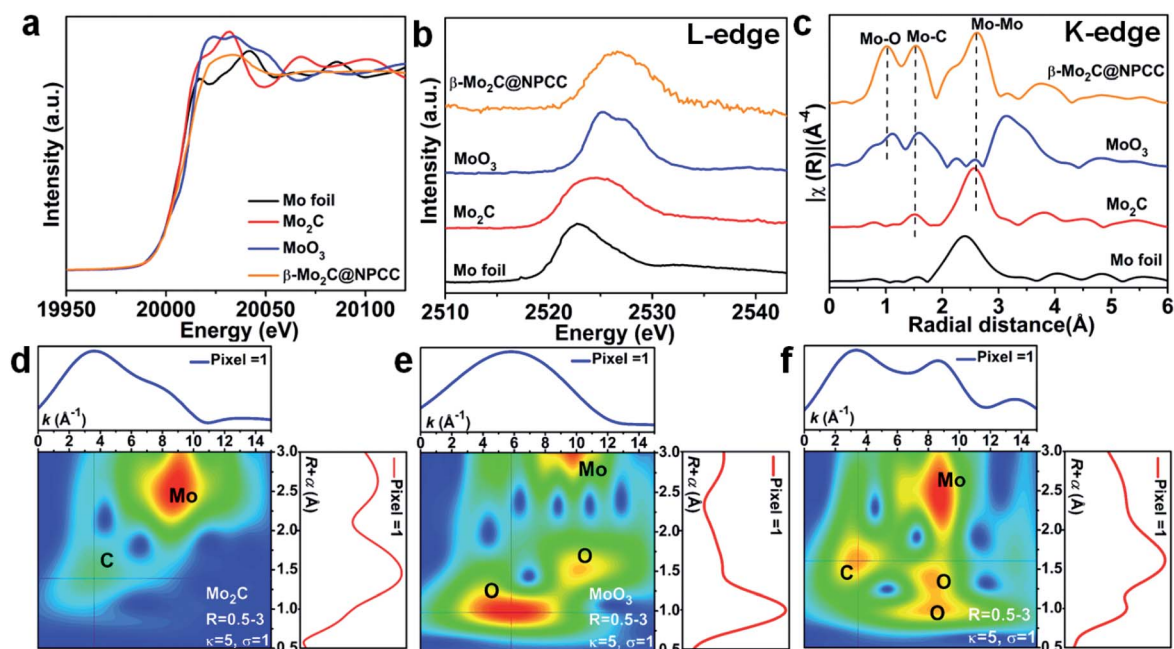 a
Intensity (a.u.)
Mo foil
Mo₂C
MoO₃
β-Mo₂C@NPCC
19950 20000 20050 20100
Energy (eV)
b
L-edge
Intensity (a.u.)
β-Mo₂C@NPCC
MoO₃
Mo₂C
Mo foil
2510 2520 2530 2540
Energy (eV)
c
K-edge
|χ (R)|(Å⁻⁴)
Mo-O Mo-C Mo-Mo
β-Mo₂C@NPCC
MoO₃
Mo₂C
Mo foil
0 1 2 3 4 5 6
Radial distance(Å)
d
Pixel =1
k (Å⁻¹)
0 2 4 6 8 10 12 14
Mo
C
Mo₂C
R=0.5-3
κ=5, σ=1
3.0
2.5
2.0
1.5
1.0
0.5
R+α (Å)
Pixel =1
e
Pixel =1
k (Å⁻¹)
0 2 4 6 8 10 12 14
Mo
O
O
MoO₃
R=0.5-3
κ=5, σ=1
3.0
2.5
2.0
1.5
1.0
0.5
R+α (Å)
Pixel =1
f
Pixel =1
k (Å⁻¹)
0 2 4 6 8 10 12 14
Mo
C
O
O
R=0.5-3
κ=5, σ=1
3.0
2.5
2.0
1.5
1.0
0.5
R+α (Å)
Pixel =1